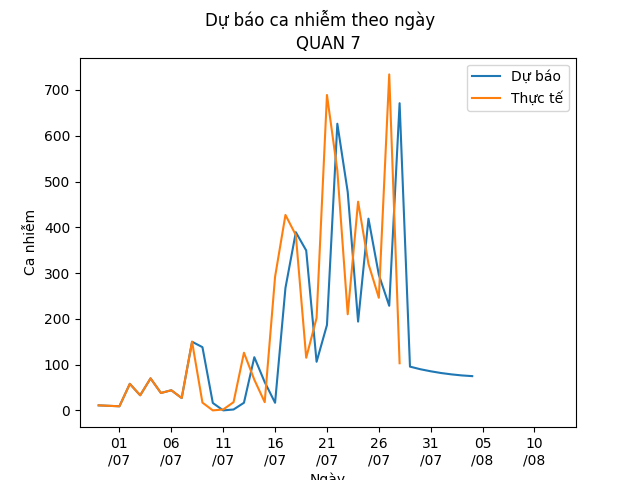 Dự báo ca nhiễm theo ngày
QUAN 7
Dự báo
Thực tế
Ca nhiễm
700
600
500
400
300
200
100
0
01 06 11 16 21 26 31 05 10
/07 /07 /07 /07 /07 /07 /07 /08 /08
Ngày